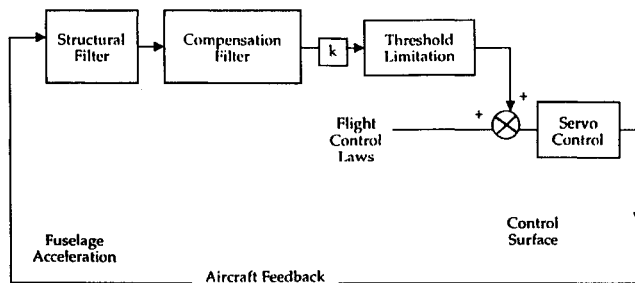 Structural
Filter
Compensation
Filter
k
Threshold
Limitation
+
+
Flight
Control
Laws
Servo
Control
Fuselage
Acceleration
Control
Surface
Aircraft Feedback